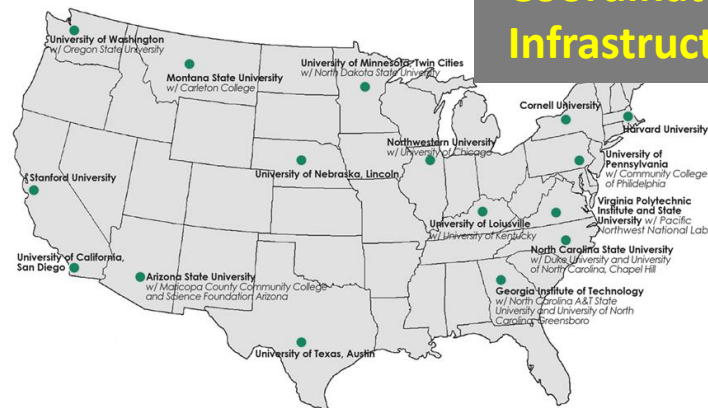 Infrastruct
University of Washington
w/ Oregon State University
Montana State University
w/ Carleton College
University of Minnesota, Twin Cities
w/ North Dakota State University
Cornell University
Harvard University
Northwestern University
w/ University of Chicago
University of Pennsylvania
w/ Community College
of Philidelphia
Stanford University
University of Nebraska, Lincoln
Virginia Polytechnic
Institute and State
University w/ Pacific
Northwest National Lab
University of Loiusville
w/ University of Kentucky
North Carolina State University
w/ Duke University and University
of North Carolina, Chapel Hill
University of California,
San Diego
Arizona State University
w/ Maricopa County Community College
and Science Foundation Arizona
Georgia Institute of Technology
w/ North Carolina A&T State
University and University of North
Carolina, Greensboro
University of Texas, Austin